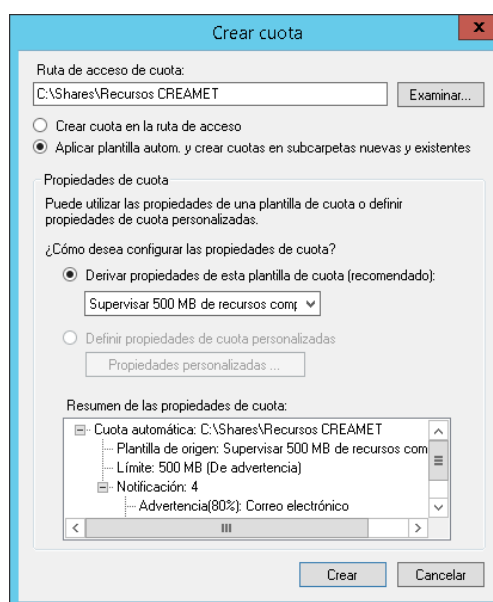 Crear cuota
x
Ruta de acceso de cuota:
C:\Shares\Recursos CREAMET
Examinar...
Crear cuota en la ruta de acceso
Aplicar plantilla autom. y crear cuotas en subcarpetas nuevas y existentes
Propiedades de cuota
Puede utilizar las propiedades de una plantilla de cuota o definir
propiedades de cuota personalizadas.
¿Cómo desea configurar las propiedades de cuota?
Derivar propiedades de esta plantilla de cuota (recomendado):
Supervisar 500 MB de recursos comp
Definir propiedades de cuota personalizadas
Propiedades personalizadas ...
Resumen de las propiedades de cuota:
Cuota automática: C:\Shares\Recursos CREAMET
Plantilla de origen: Supervisar 500 MB de recursos com
Límite: 500 MB (De advertencia)
Notificación: 4
Advertencia(80%): Correo electrónico
Crear
Cancelar